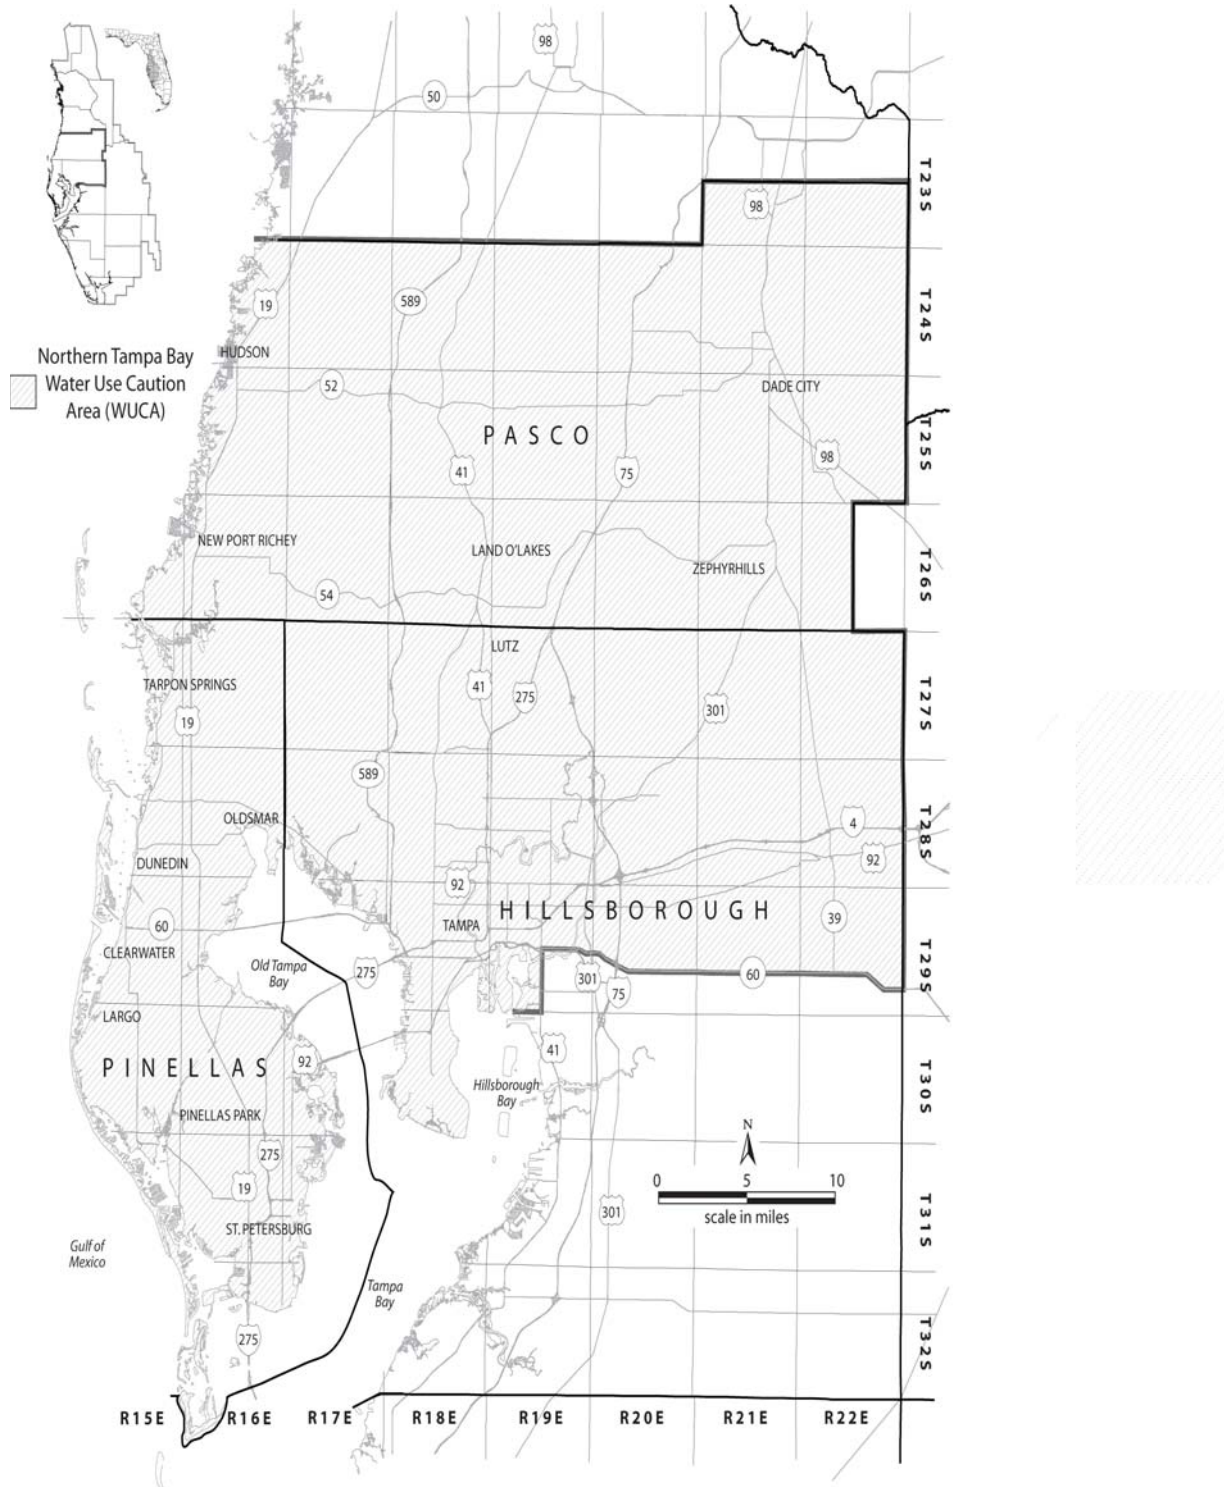 98
50
T23S
98
589
19
T24S
Northern Tampa Bay
Water Use Caution
Area (WUCA)
HUDSON
52
DADE CITY
PASCO
T25S
98
41
75
NEW PORT RICHEY
LAND O'LAKES
ZEPHYRHILLS
T26S
54
LUTZ
TARPON SPRINGS
41
275
301
T27S
19
589
OLDSMAR
4
T28S
DUNEDIN
92
92
HILLSBOROUGH
39
60
TAMPA
CLEARWATER
Old Tampa
Bay
275
301
75
60
T29S
LARGO
41
PINELLAS
92
Hillsborough
Bay
T30S
PINELLAS PARK
N
275
0 5 10
scale in miles
19
301
T31S
ST. PETERSBURG
Gulf of
Mexico
Tampa
Bay
275
T32S
R15E R16E R17E R18E R19E R20E R21E R22E